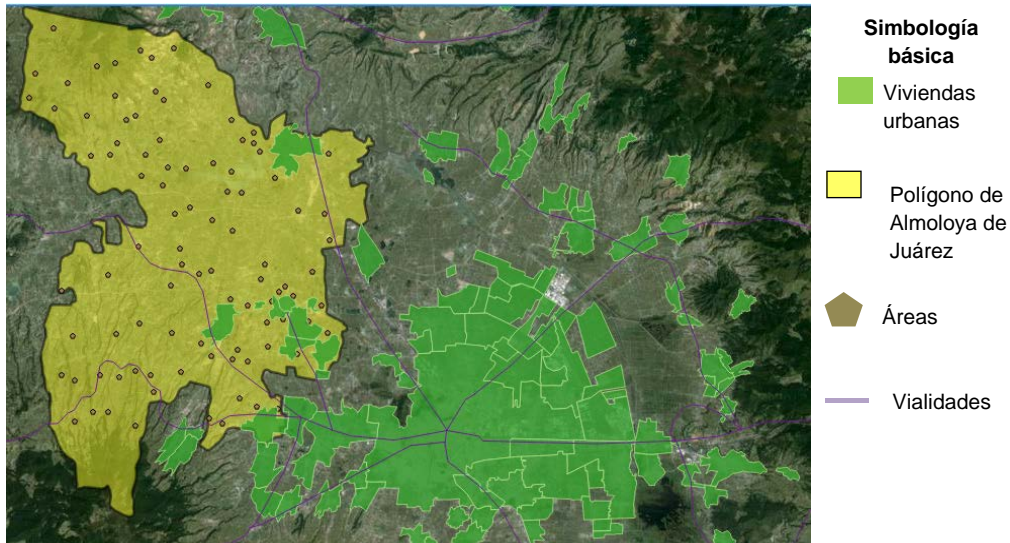 Simbología
básica
Viviendas
urbanas
Polígono de
Almoloya de
Juárez
Áreas
Vialidades